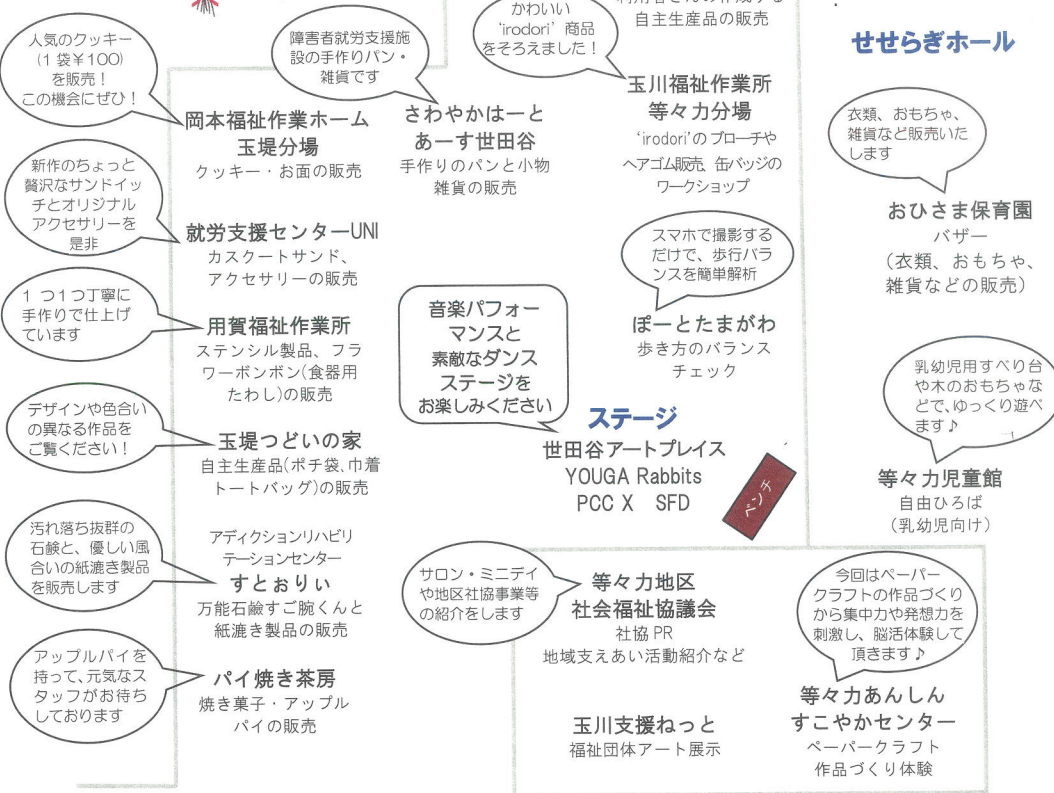 人気のクッキー
(1袋¥100)
を販売！
この機会にぜひ！
岡本福祉作業ホーム
玉堤分場
クッキー・お面の販売
新作のちょっと
贅沢なサンドイッ
チとオリジナル
アクセサリーを
是非
就労支援センターUNI
カスクートサンド、
アクセサリーの販売
1つ1つ丁寧に
手作りで仕上げ
ています
用賀福祉作業所
ステンシル製品、フラ
ワーボンボン(食器用
たわし)の販売
デザインや色合い
の異なる作品を
ご覧ください！
玉堤つどいの家
自主生産品(ポチ袋、巾着
トートバッグ)の販売
汚れ落ち抜群の
石鹸と、優しい風
合いの紙漉き製品
を販売します
アディクションリハビリ
テーションセンター
すとぉりぃ
万能石鹸すご腕くんと
紙漉き製品の販売
アップルパイを
持って、元気なス
タッフがお待ち
しております
パイ焼き茶房
焼き菓子・アップル
パイの販売
障害者就労支援施
設の手作りパン・
雑貨です
さわやかはーと
あーす世田谷
手作りのパンと小物
雑貨の販売
自主生産品の販売
かわいい
'irodori'商品
をそろえました！
玉川福祉作業所
等々力分場
'irodori'のブローチや
ヘアゴム販売、缶バッジの
ワークショップ
スマホで撮影する
だけで、歩行バラ
ンスを簡単解析
ぽーとたまがわ
歩き方のバランス
チェック
音楽パフォー
マンスと
素敵なダンス
ステージを
お楽しみください
ステージ
世田谷アートプレイス
YOUGA Rabbits
PCC X SFD
ベンチ
せせらぎホール
衣類、おもちゃ、
雑貨など販売いた
します
おひさま保育園
バザー
（衣類、おもちゃ、
雑貨などの販売）
乳幼児用すべり台
や木のおもちゃな
どで、ゆっくり遊べ
ます♪
等々力児童館
自由ひろば
（乳幼児向け）
サロン・ミニデイ
や地区社協事業等
の紹介をします
等々力地区
社会福祉協議会
社協PR
地域支えあい活動紹介など
玉川支援ねっと
福祉団体アート展示
今回はペーパー
クラフトの作品づくり
から集中力や発想力を
刺激し、脳活体験して
頂きます♪
等々力あんしん
すこやかセンター
ペーパークラフト
作品づくり体験